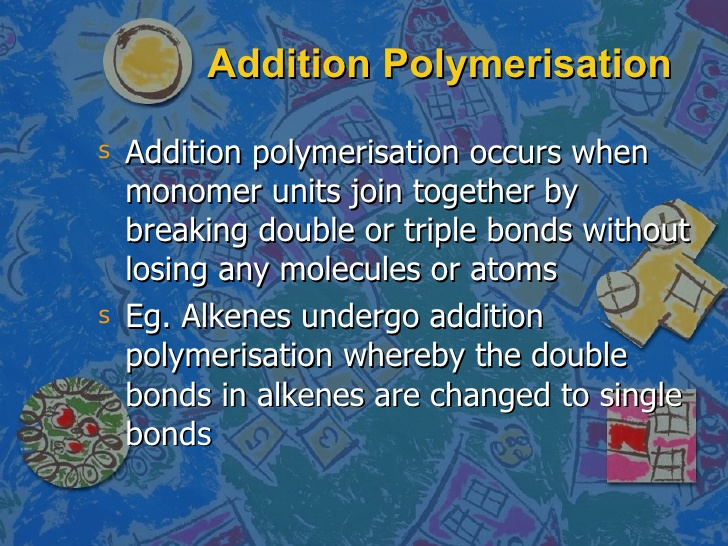 Addition Polymerisation
s Addition polymerisation occurs when
monomer units join together by
breaking double or triple bonds without
losing any molecules or atoms
s Eg. Alkenes undergo addition
polymerisation whereby the double
bonds in alkenes are changed to single
bonds